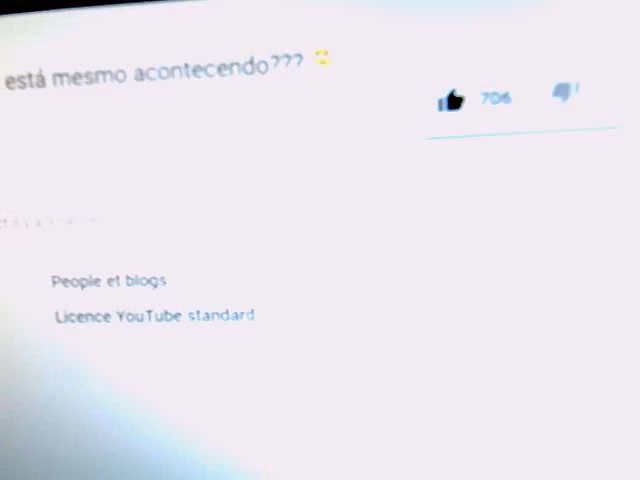 está mesmo acontecendo???
706
People et blogs
Licence YouTube standard